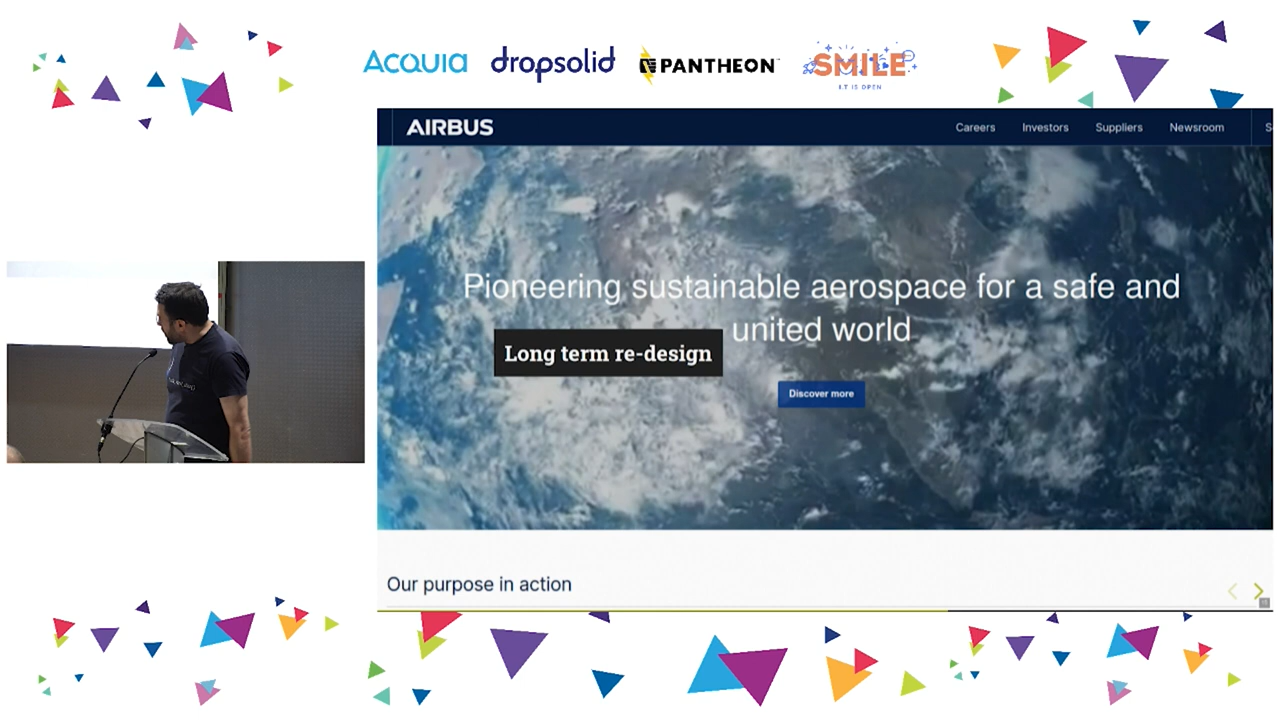 ACQUIA dropsolid PANTHEON SMILE
I.T IS OPEN
AIRBUS Careers Investors Suppliers Newsroom S
Pioneering sustainable aerospace for a safe and
united world
Long term re-design
Discover more
Our purpose in action